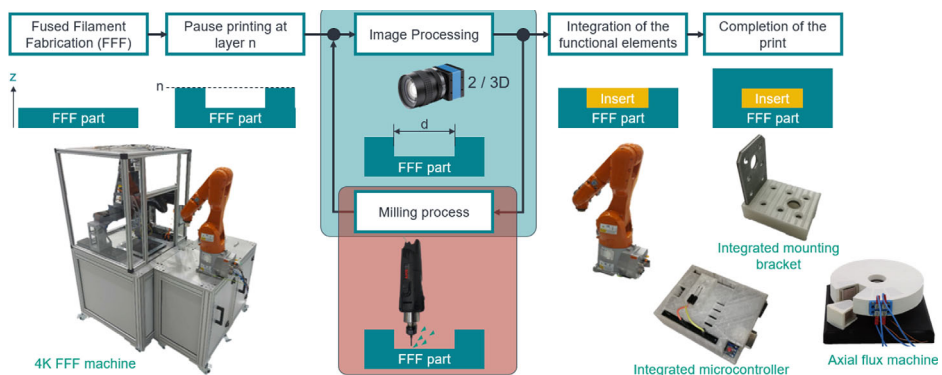 Fused Filament
Fabrication (FFF)
Pause printing at
layer n
Image Processing
Integration of the
functional elements
Completion of the
print
z
FFF part
n
FFF part
2 / 3D
d
FFF part
Insert
FFF part
Insert
FFF part
Milling process
FFF part
4K FFF machine
Integrated mounting
bracket
Integrated microcontroller
Axial flux machine